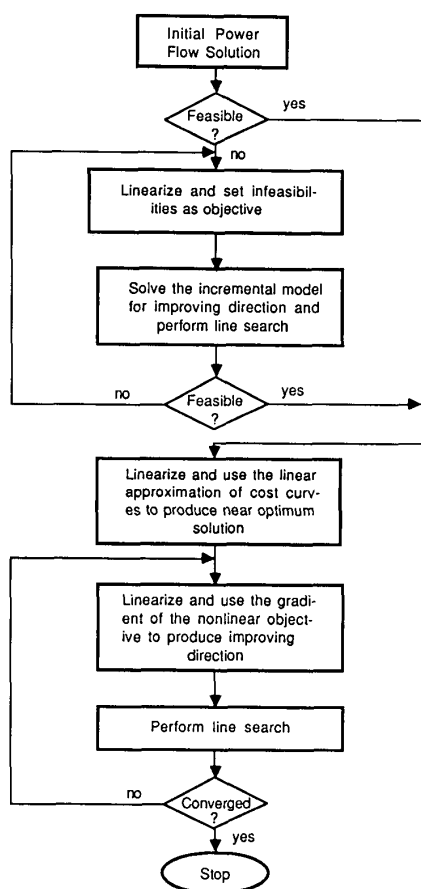 Initial Power
Flow Solution
Feasible
?
yes
no
Linearize and set infeasibil-
ities as objective
Solve the incremental model
for improving direction and
perform line search
no
Feasible
?
yes
Linearize and use the linear
approximation of cost curv-
es to produce near optimum
solution
Linearize and use the gradi-
ent of the nonlinear object-
ive to produce improving
direction
Perform line search
no
Converged
?
yes
Stop